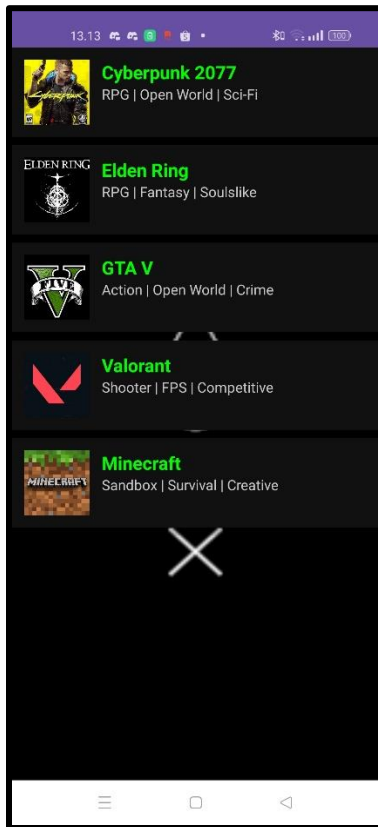 13.13
100
Cyberpunk 2077
RPG | Open World | Sci-Fi
ELDEN RING
Elden Ring
RPG | Fantasy | Soulslike
FIVE
GTA V
Action | Open World | Crime
Valorant
Shooter | FPS | Competitive
MINECRAFT
Minecraft
Sandbox | Survival | Creative